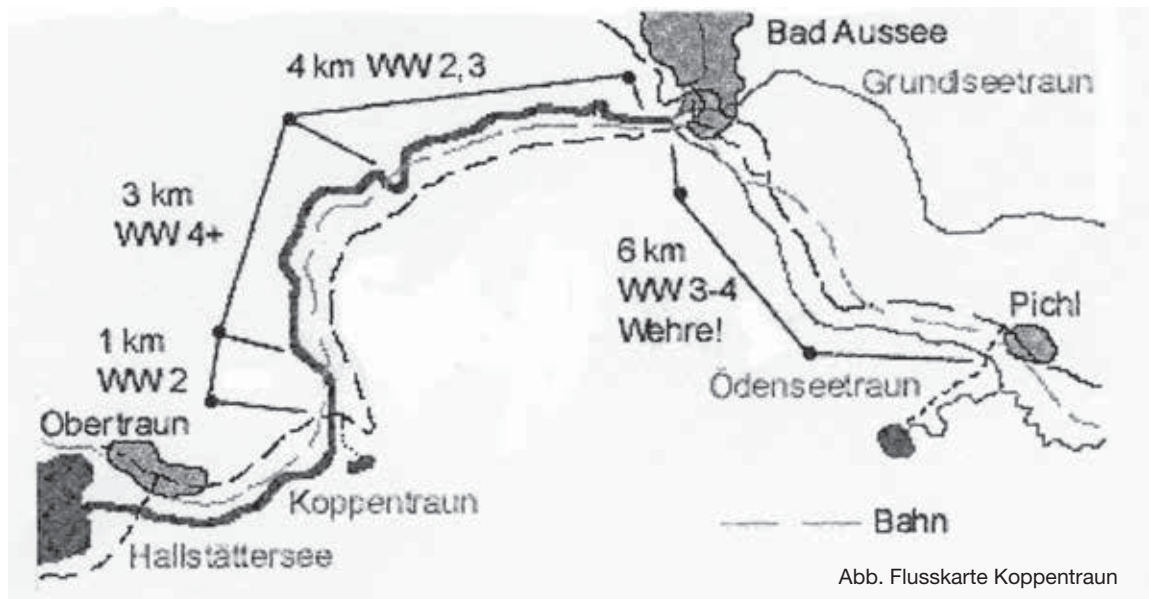 Bad Aussee
4 km WW 2,3
Grundlseetraun
3 km
WW 4+
6 km
WW 3-4
Wehre!
Pichl
1 km
WW 2
Ödenseetraun
Obertraun
Koppentraun
Bahn
Hallstättersee
Abb. Flusskarte Koppentraun